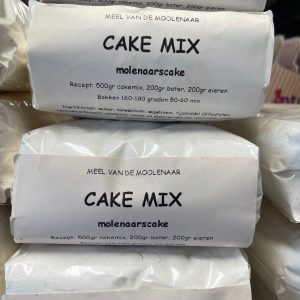 MEEL VAN DE MOOLENAAR
CAKE MIX
molenaarscake
Recept: 500gr cakemix, 200gr boter, 200gr eieren
Bakken 160-180 graden 50-60 min
MEEL VAN DE MOOLENAAR
CAKE MIX
molenaarscake
Recept: 500gr cakemix, 200gr boter, 200gr eieren